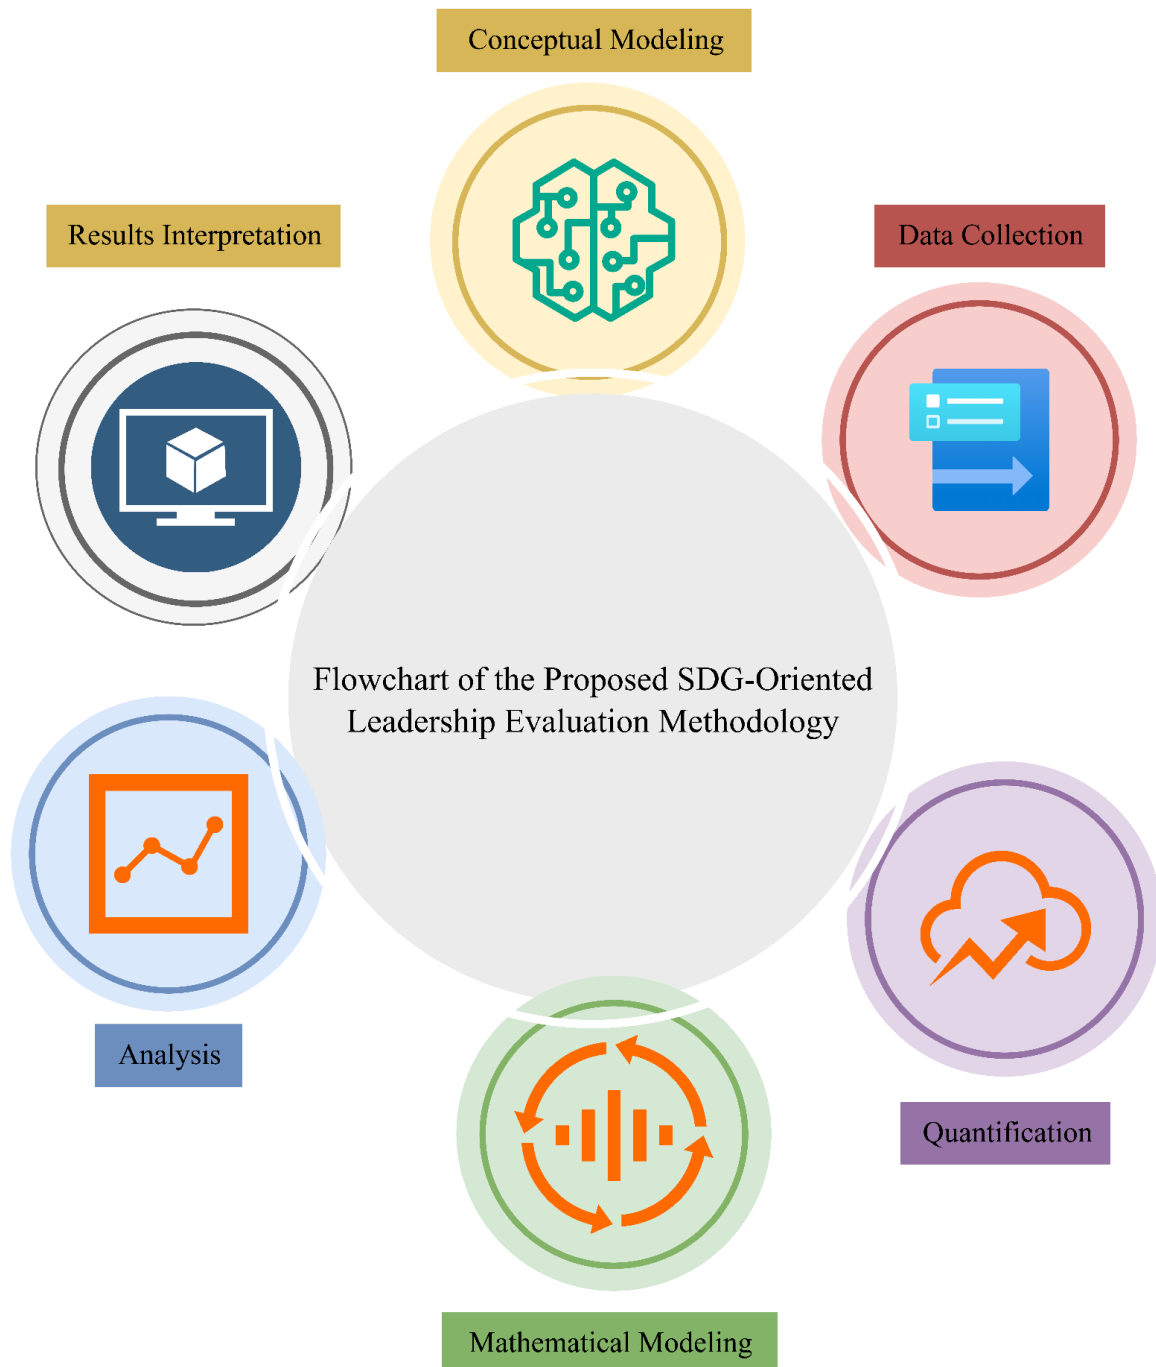 Conceptual Modeling
Results Interpretation
Data Collection
Flowchart of the Proposed SDG-Oriented
Leadership Evaluation Methodology
Analysis
Quantification
Mathematical Modeling